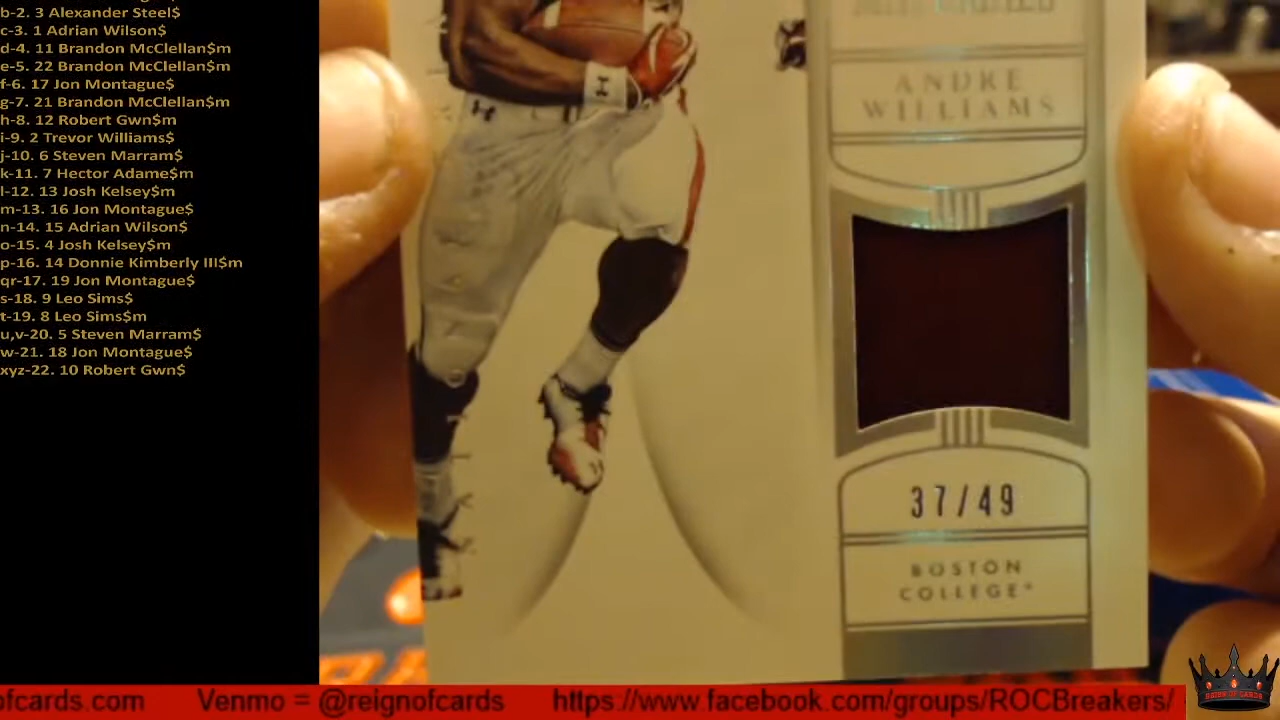 b-2. 3 Alexander Steel$
c-3. 1 Adrian Wilson$
d-4. 11 Brandon McClellan$m
e-5. 22 Brandon McClellan$m
f-6. 17 Jon Montague$
g-7. 21 Brandon McClellan$m
h-8. 12 Robert Gwn$m
i-9. 2 Trevor Williams$
j-10. 6 Steven Marram$
k-11. 7 Hector Adame$m
l-12. 13 Josh Kelsey$m
m-13. 16 Jon Montague$
n-14. 15 Adrian Wilson$
o-15. 4 Josh Kelsey$m
p-16. 14 Donnie Kimberly III$m
qr-17. 19 Jon Montague$
s-18. 9 Leo Sims$
t-19. 8 Leo Sims$m
u,v-20. 5 Steven Marram$
w-21. 18 Jon Montague$
xyz-22. 10 Robert Gwn$
ANDRE
WILLIAMS
37/49
BOSTON
COLLEGE
ofcards.com Venmo = @reignofcards https://www.facebook.com/groups/ROCBreakers/
REIGN OF CARDS